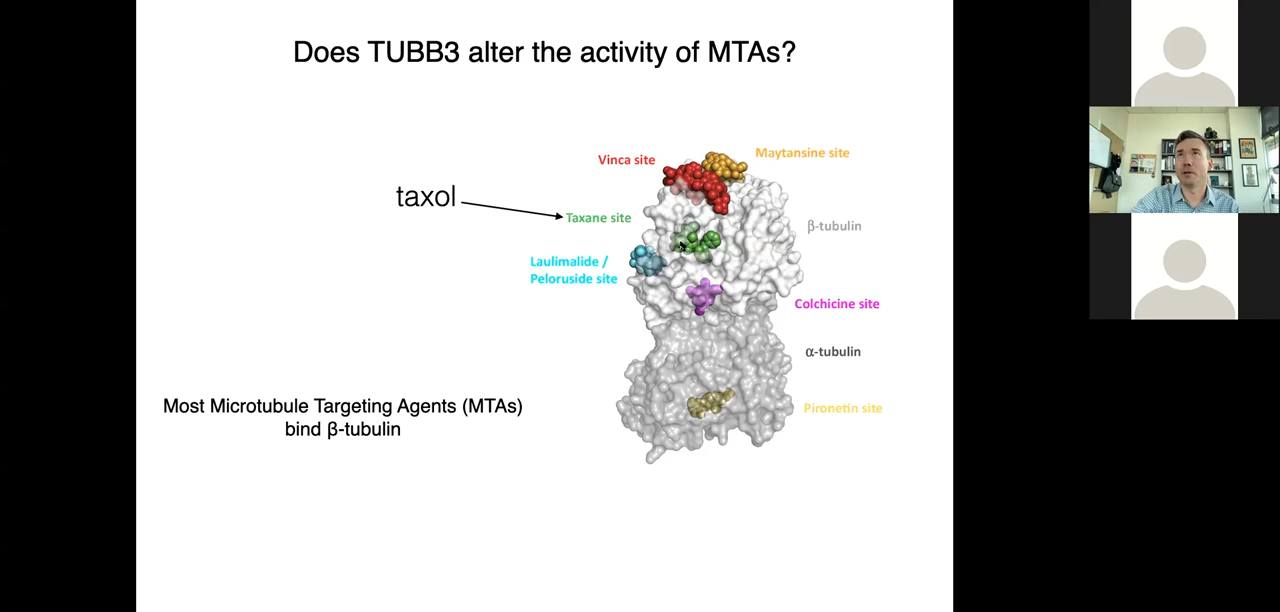 Does TUBB3 alter the activity of MTAs?
Vinca site
Maytansine site
taxol
Taxane site
β-tubulin
Laulimalide /
Peloruside site
Colchicine site
α-tubulin
Most Microtubule Targeting Agents (MTAs)
bind β-tubulin
Pironetin site